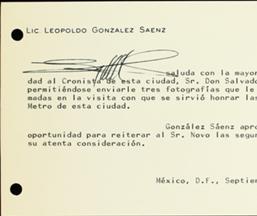 LIC. LEOPOLDO GONZALEZ SAENZ
saluda con la mayor
dad al Cronista de esta ciudad, Sr. Don Salvado
permitiéndose enviarle tres fotografías que le
madas en la visita con que se sirvió honrar las
Metro de esta ciudad.
González Sáenz apro
oportunidad para reiterar al Sr. Novo las segur
su atenta consideración.
México, D.F., Septiem